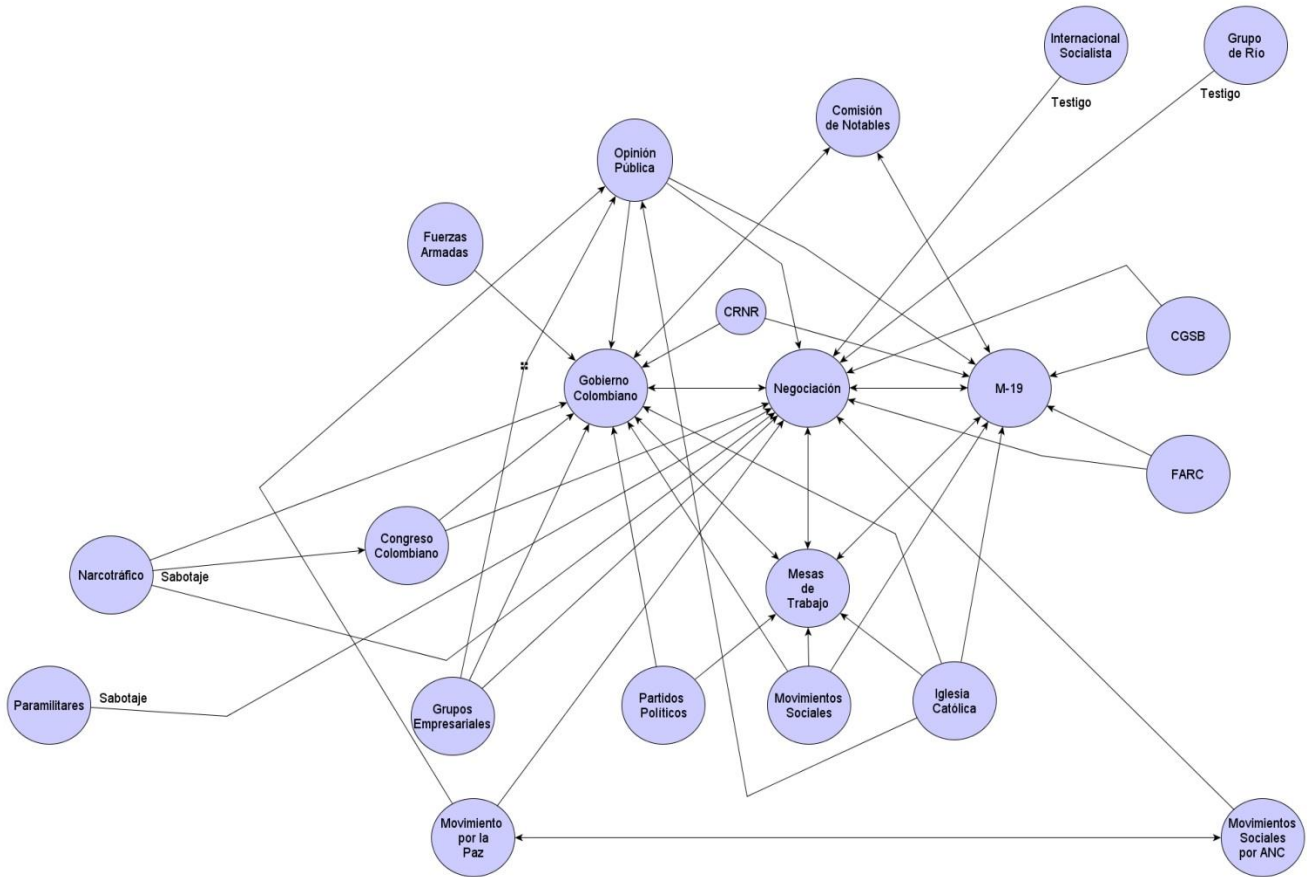 Internacional
Socialista
Grupo
de Río
Testigo
Testigo
Comisión
de Notables
Opinión
Pública
Fuerzas
Armadas
CRNR
CGSB
Gobierno
Colombiano
Negociación
M-19
FARC
Congreso
Colombiano
Narcotráfico
Sabotaje
Mesas
de
Trabajo
Paramilitares
Sabotaje
Grupos
Empresariales
Partidos
Políticos
Movimientos
Sociales
Iglesia
Católica
Movimiento
por la
Paz
Movimientos
Sociales
por ANC